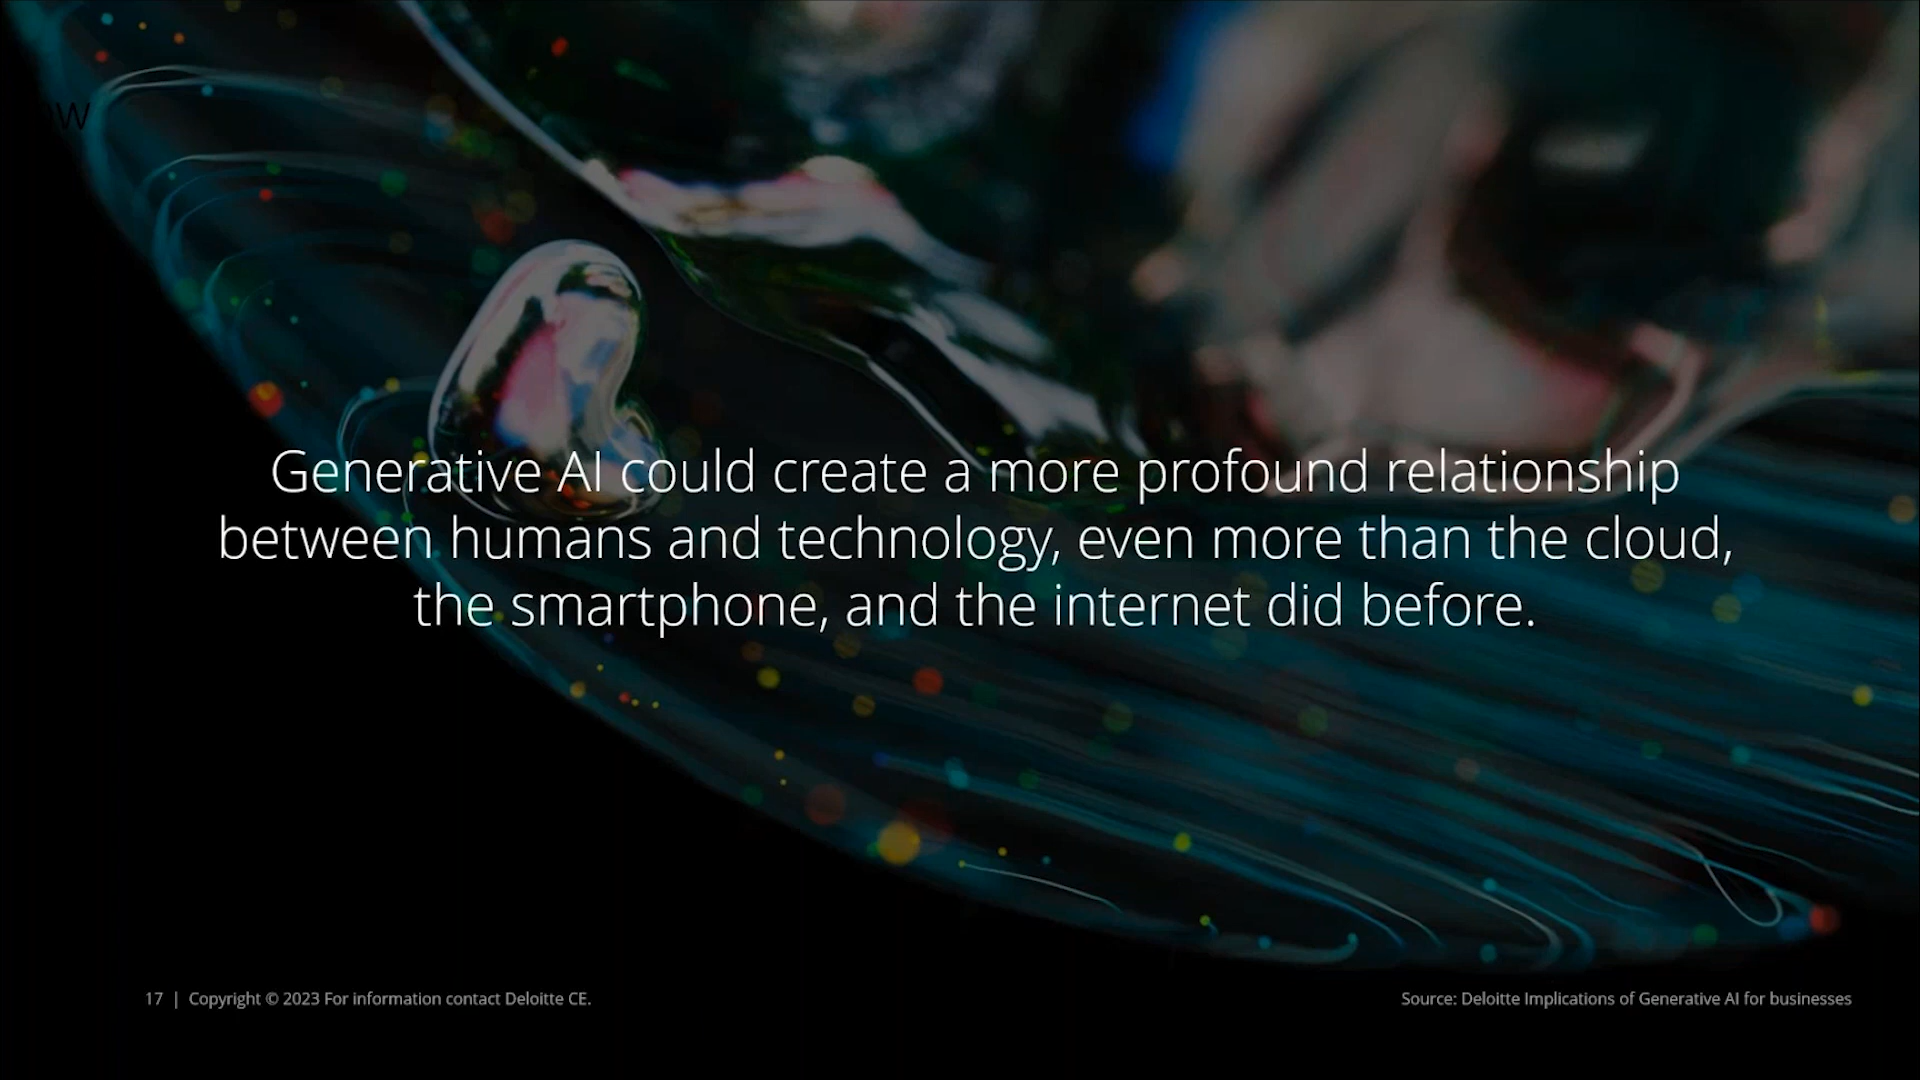 Generative AI could create a more profound relationship
between humans and technology, even more than the cloud,
the smartphone, and the internet did before.
17 | Copyright © 2023 For information contact Deloitte CE.
Source: Deloitte Implications of Generative AI for businesses